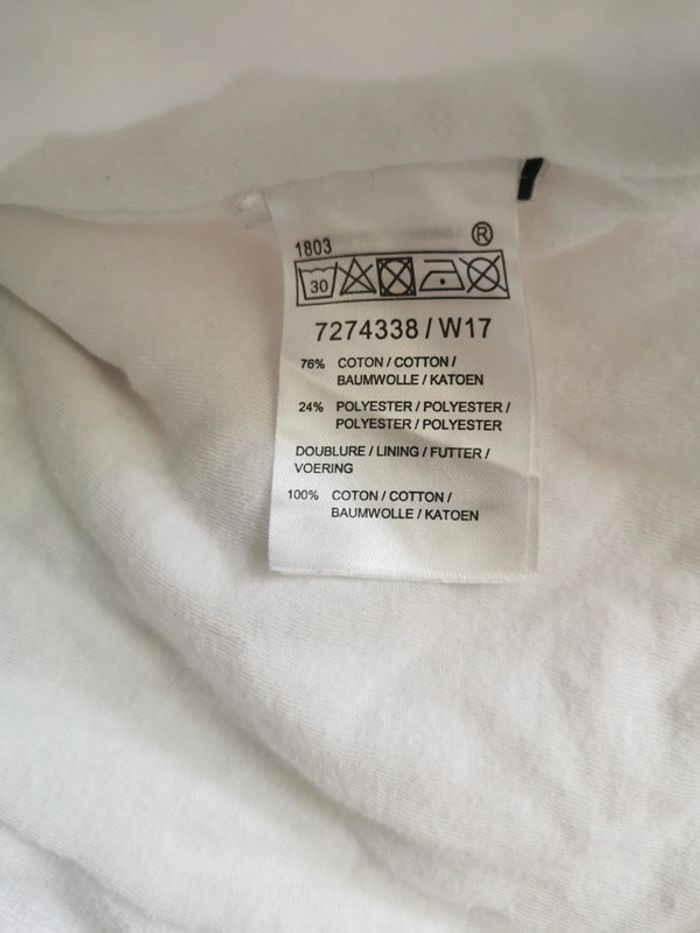 1803 ®
30
7274338 / W17
76% COTON / COTTON /
BAUMWOLLE / KATOEN
24% POLYESTER / POLYESTER /
POLYESTER / POLYESTER
DOUBLURE / LINING / FUTTER /
VOERING
100% COTON / COTTON /
BAUMWOLLE / KATOEN